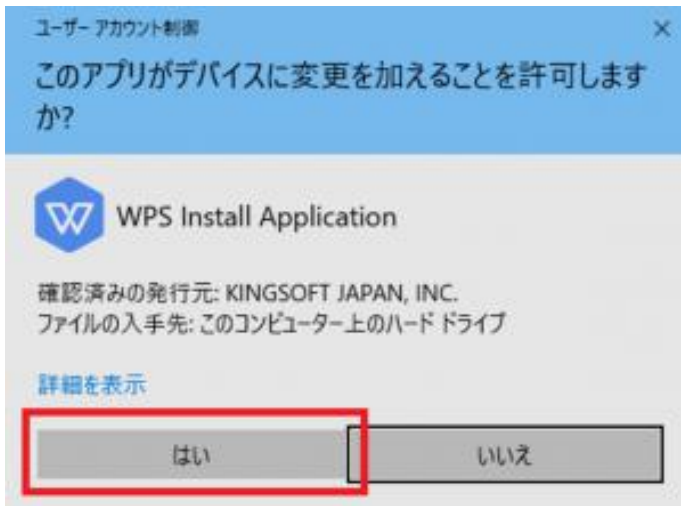 ユーザー アカウント制御
このアプリがデバイスに変更を加えることを許可します
か?
WPS Install Application
確認済みの発行元: KINGSOFT JAPAN, INC.
ファイルの入手先: このコンピューター上のハード ドライブ
詳細を表示
はい
いいえ